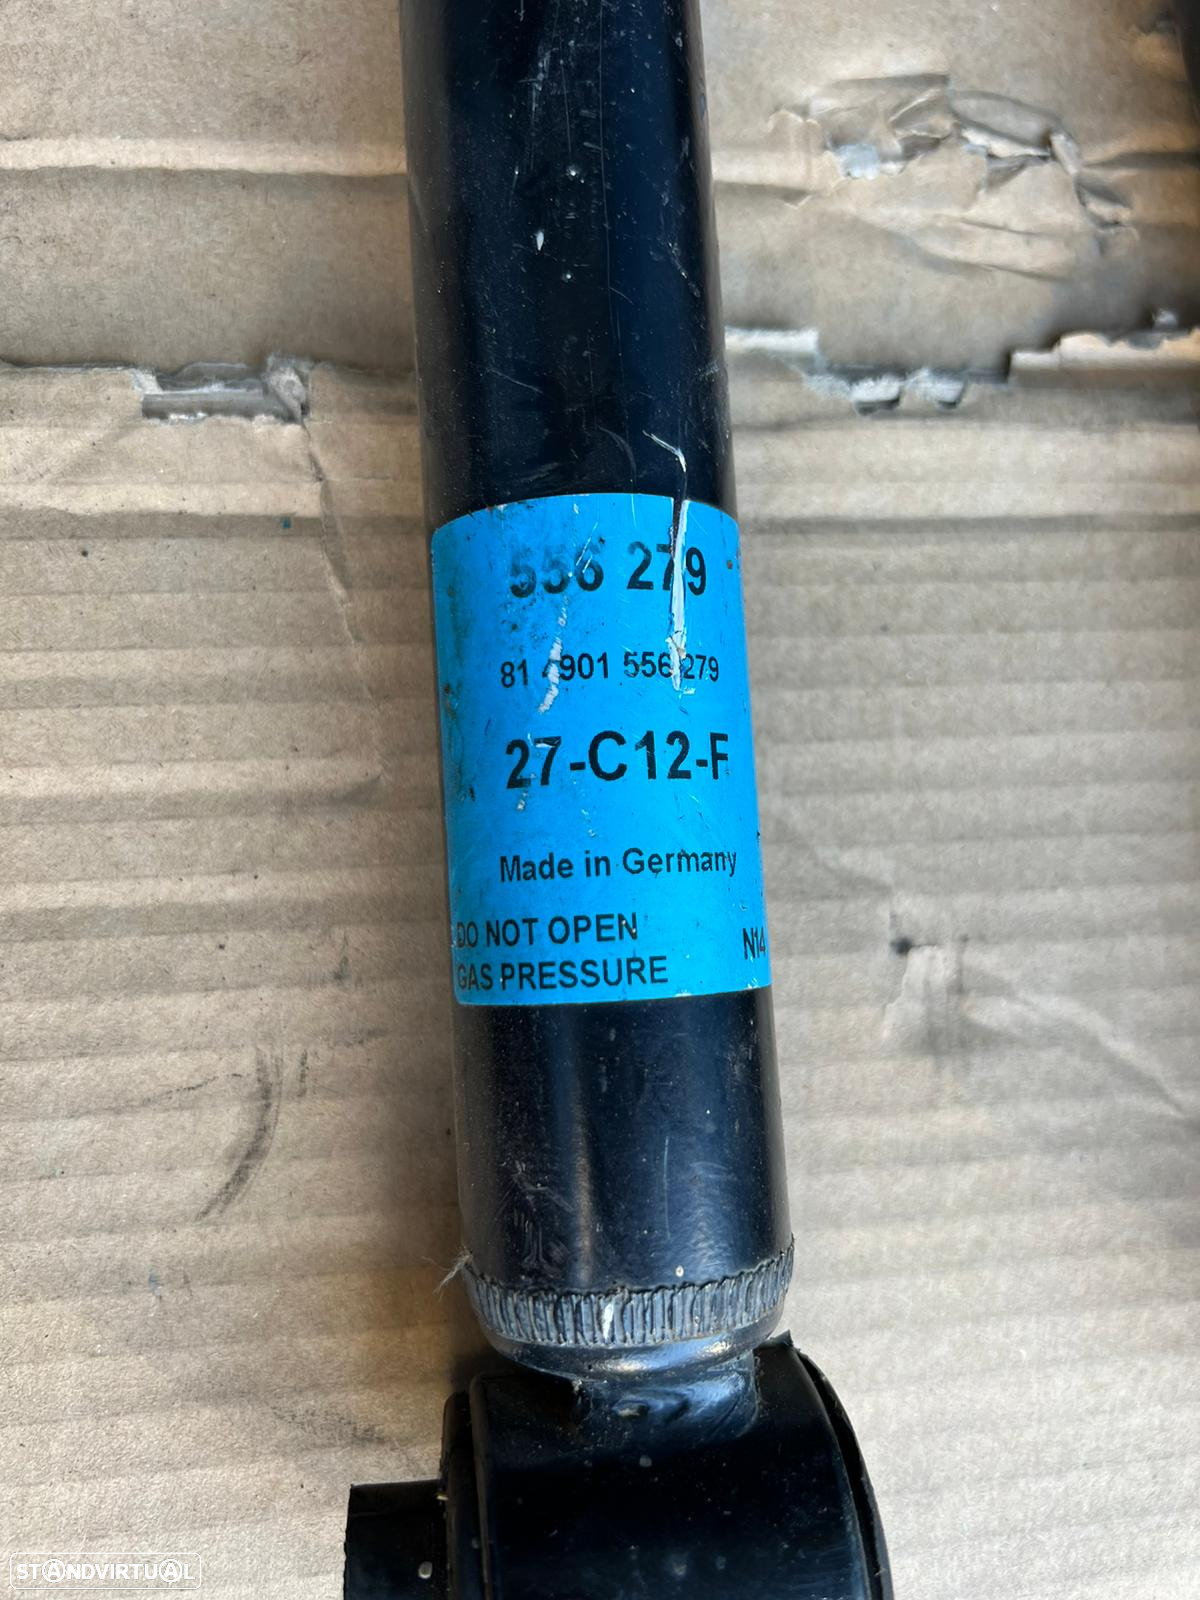 556 279
81 4901 556 279
27-C12-F
Made in Germany
DO NOT OPEN
GAS PRESSURE
N14
STANDVIRTUAL